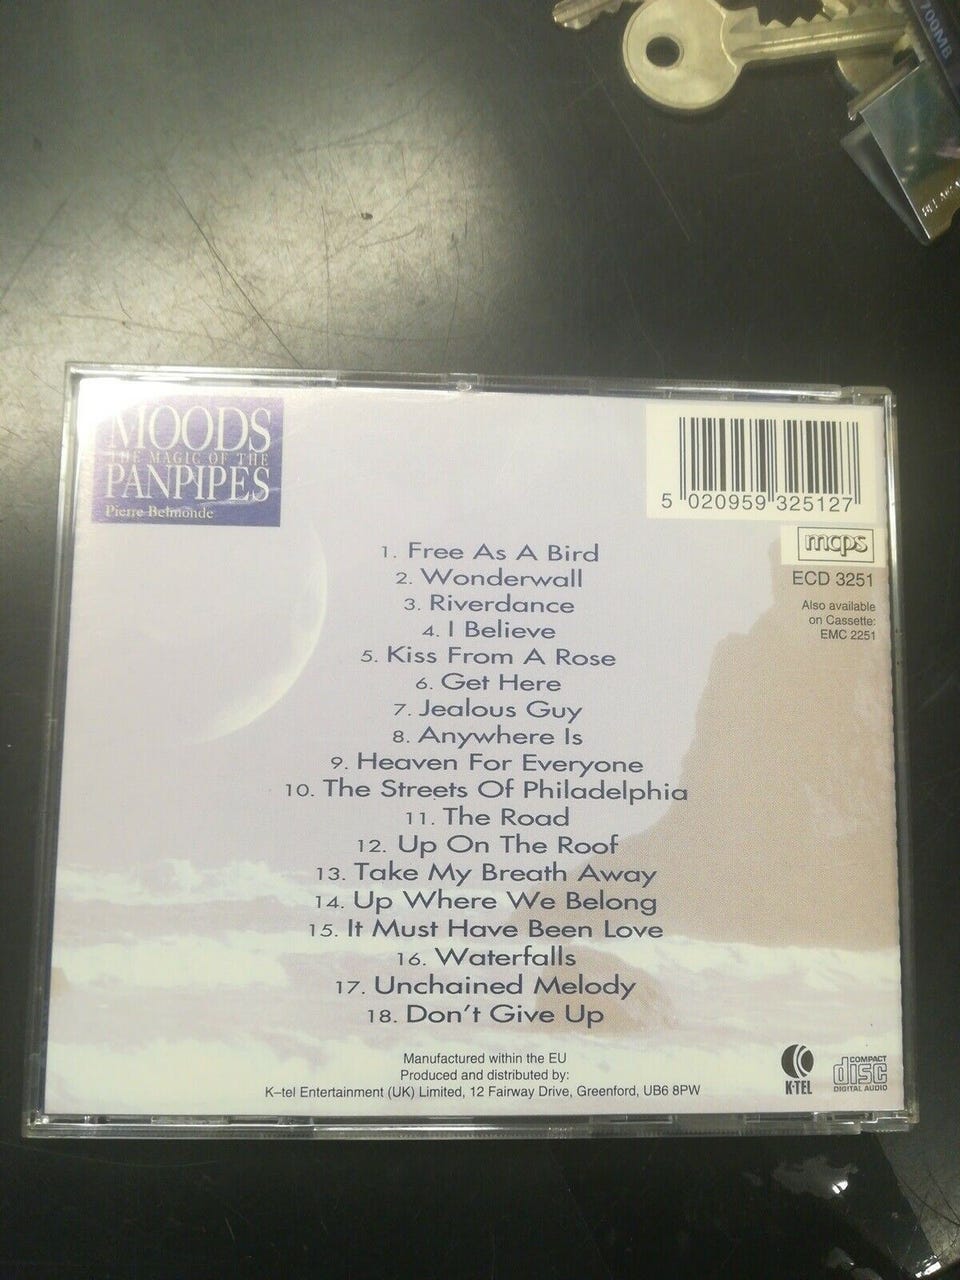 700MB
MOODS
THE MAGIC OF THE
PANPIPES
Pierre Belmonde
5 020959 325127
mcps
ECD 3251
Also available
on Cassette:
EMC 2251
1. Free As A Bird
2. Wonderwall
3. Riverdance
4. I Believe
5. Kiss From A Rose
6. Get Here
7. Jealous Guy
8. Anywhere Is
9. Heaven For Everyone
10. The Streets Of Philadelphia
11. The Road
12. Up On The Roof
13. Take My Breath Away
14. Up Where We Belong
15. It Must Have Been Love
16. Waterfalls
17. Unchained Melody
18. Don't Give Up
Manufactured within the EU
Produced and distributed by:
K–tel Entertainment (UK) Limited, 12 Fairway Drive, Greenford, UB6 8PW
K-TEL
COMPACT
disc
DIGITAL AUDIO